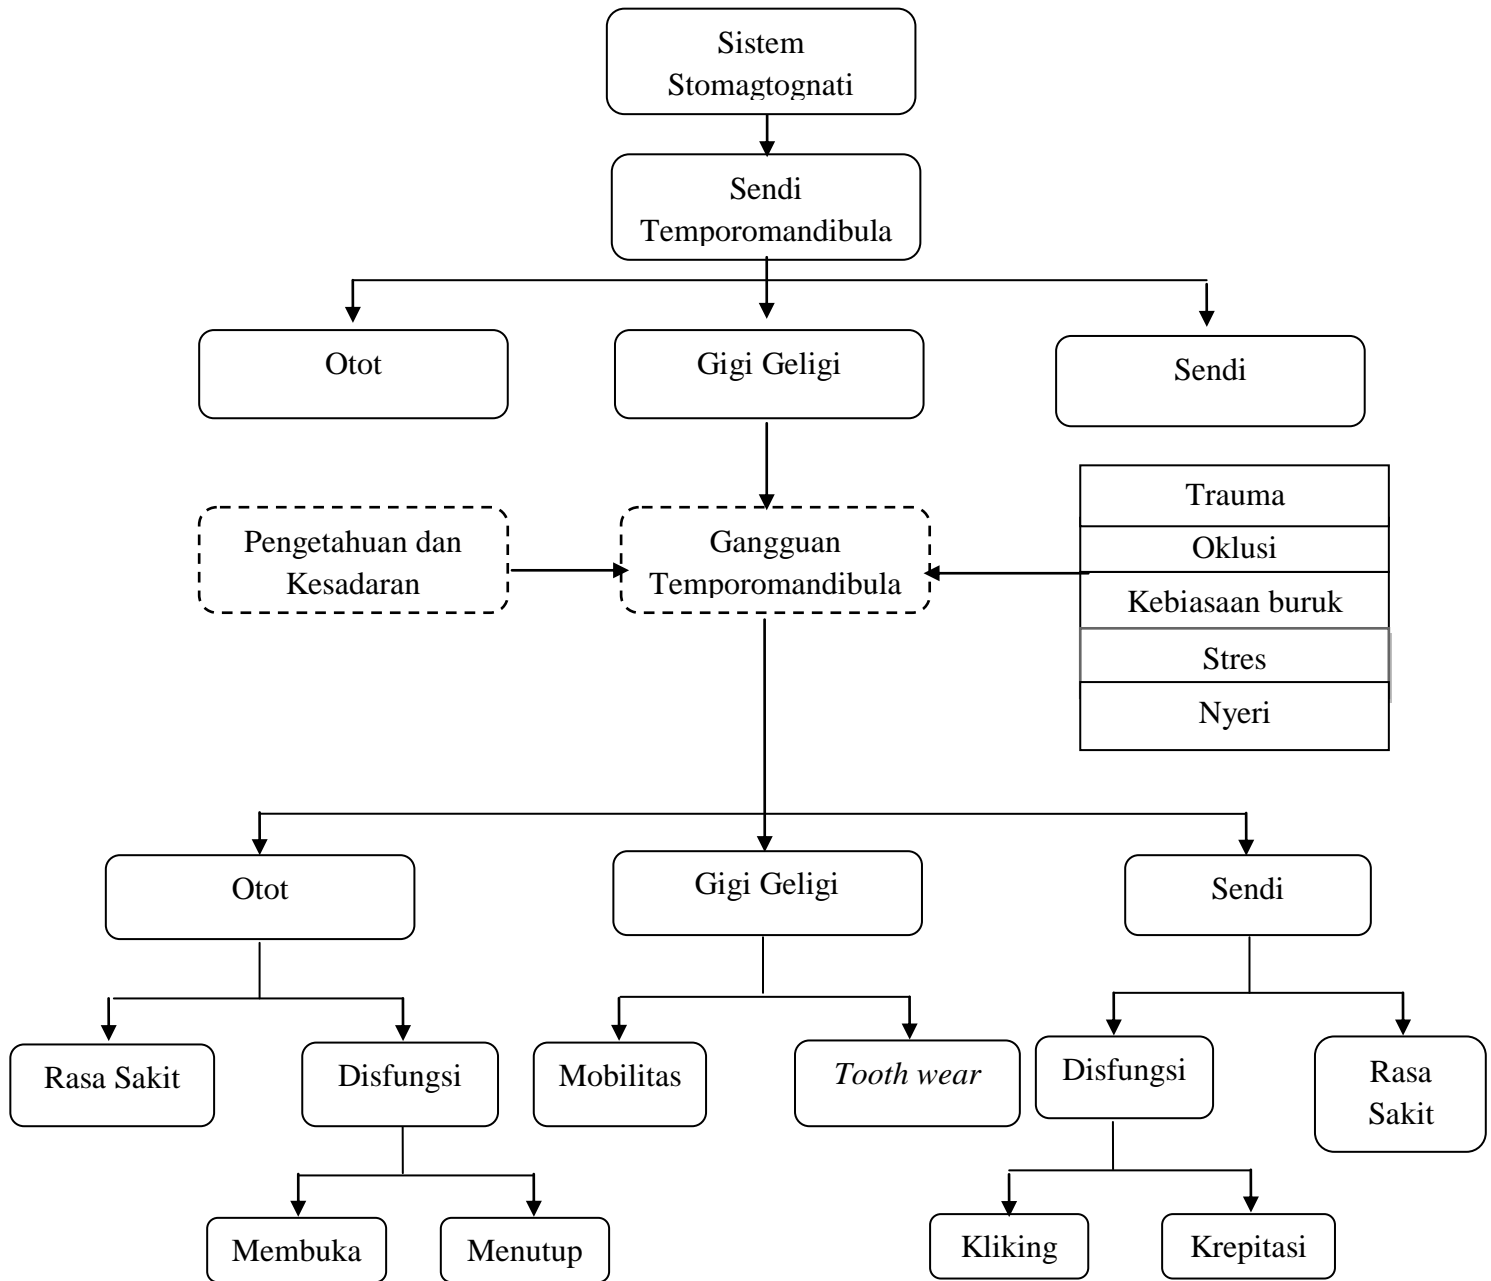 Sistem
Stomagtognati
Sendi
Temporomandibula
Otot
Gigi Geligi
Sendi
Pengetahuan dan
Kesadaran
Gangguan
Temporomandibula
Trauma
Oklusi
Kebiasaan buruk
Stres
Nyeri
Otot
Gigi Geligi
Sendi
Rasa Sakit
Disfungsi
Mobilitas
Tooth wear
Disfungsi
Rasa
Sakit
Membuka
Menutup
Kliking
Krepitasi